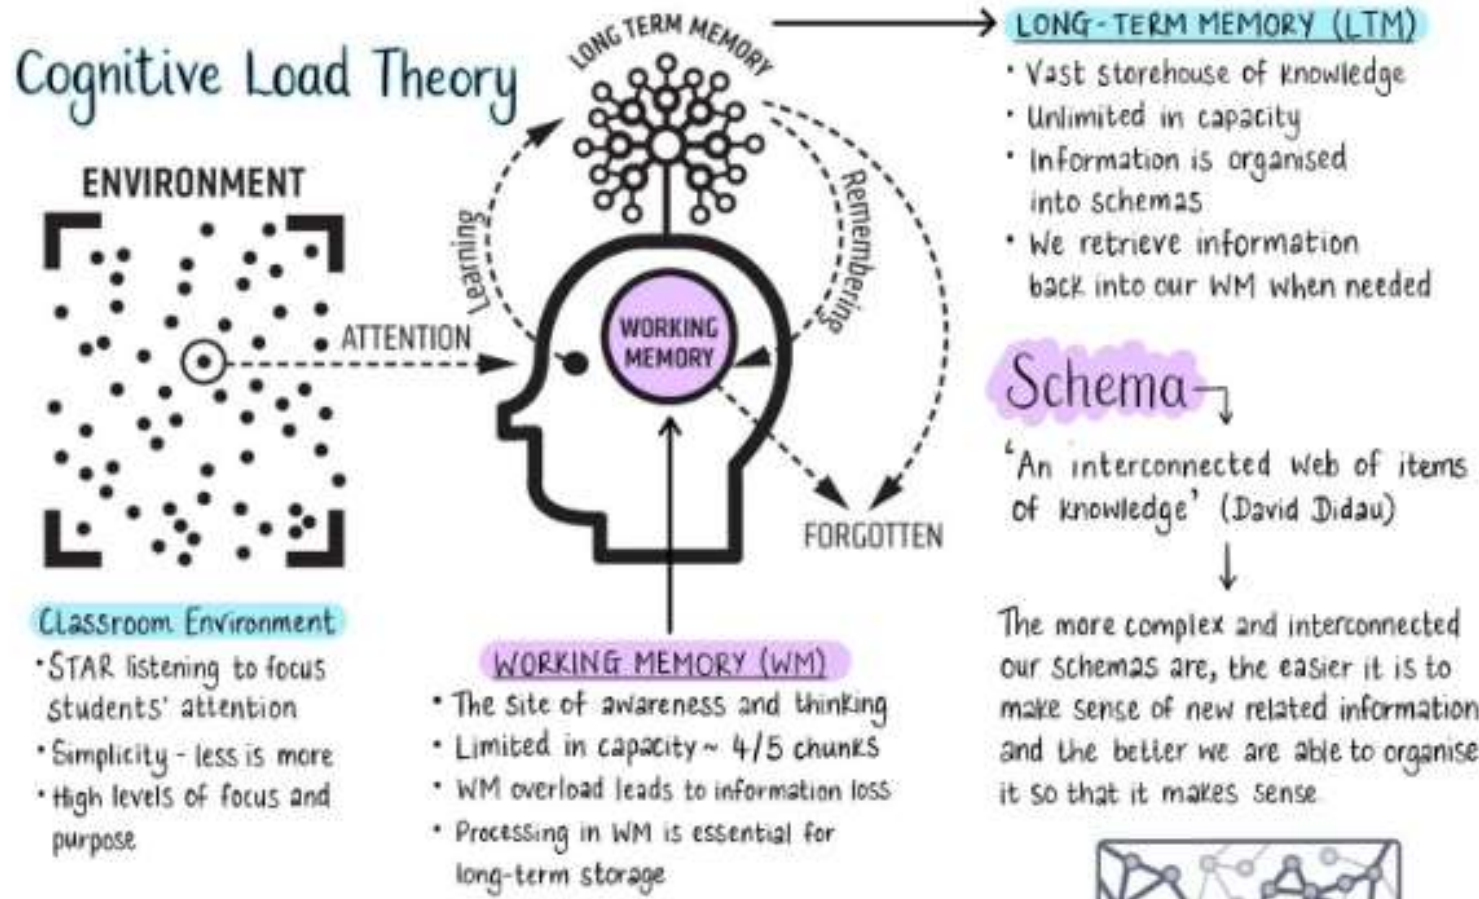 Cognitive Load Theory
ENVIRONMENT
ATTENTION
Learning
LONG TERM MEMORY
Remembering
WORKING
MEMORY
FORGOTTEN
Classroom Environment
• STAR listening to focus
students' attention
• Simplicity - less is more
• High levels of focus and
purpose
WORKING MEMORY (WM)
• The site of awareness and thinking
• Limited in capacity ~ 4/5 chunks
• WM overload leads to information loss
• Processing in WM is essential for
long-term storage
LONG-TERM MEMORY (LTM)
• Vast storehouse of knowledge
• Unlimited in capacity
• Information is organised
into schemas
• We retrieve information
back into our WM when needed
Schema
'An interconnected web of items
of knowledge' (David Didau)
The more complex and interconnected
our schemas are, the easier it is to
make sense of new related information
and the better we are able to organise
it so that it makes sense.